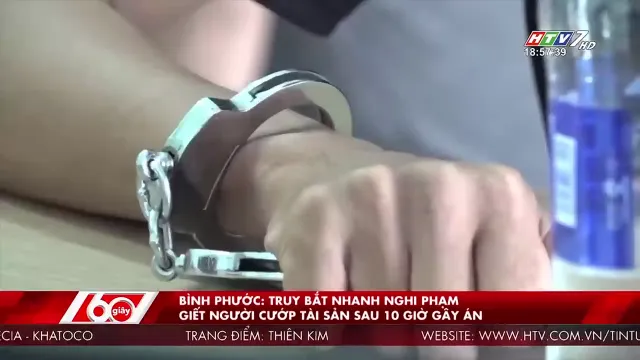 HTV7 HD
18:57:39
60 giây
BÌNH PHƯỚC: TRUY BẮT NHANH NGHI PHẠM
GIẾT NGƯỜI CƯỚP TÀI SẢN SAU 10 GIỜ GÂY ÁN
ECIA - KHATOCO TRANG ĐIỂM: THIÊN KIM WEBSITE: WWW.HTV.COM.VN/TINTU